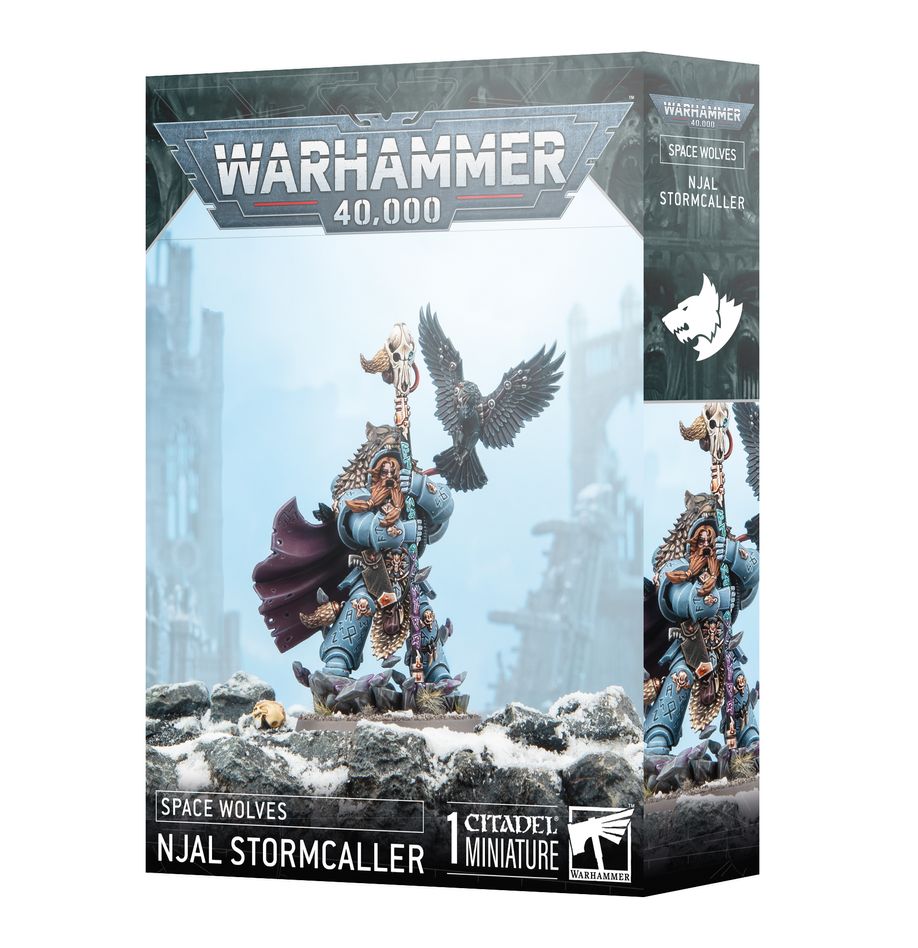 WARHAMMER
40,000
SPACE WOLVES
NJAL STORMCALLER
1 CITADEL
MINIATURE
WARHAMMER
WARHAMMER
40,000
SPACE WOLVES
NJAL
STORMCALLER